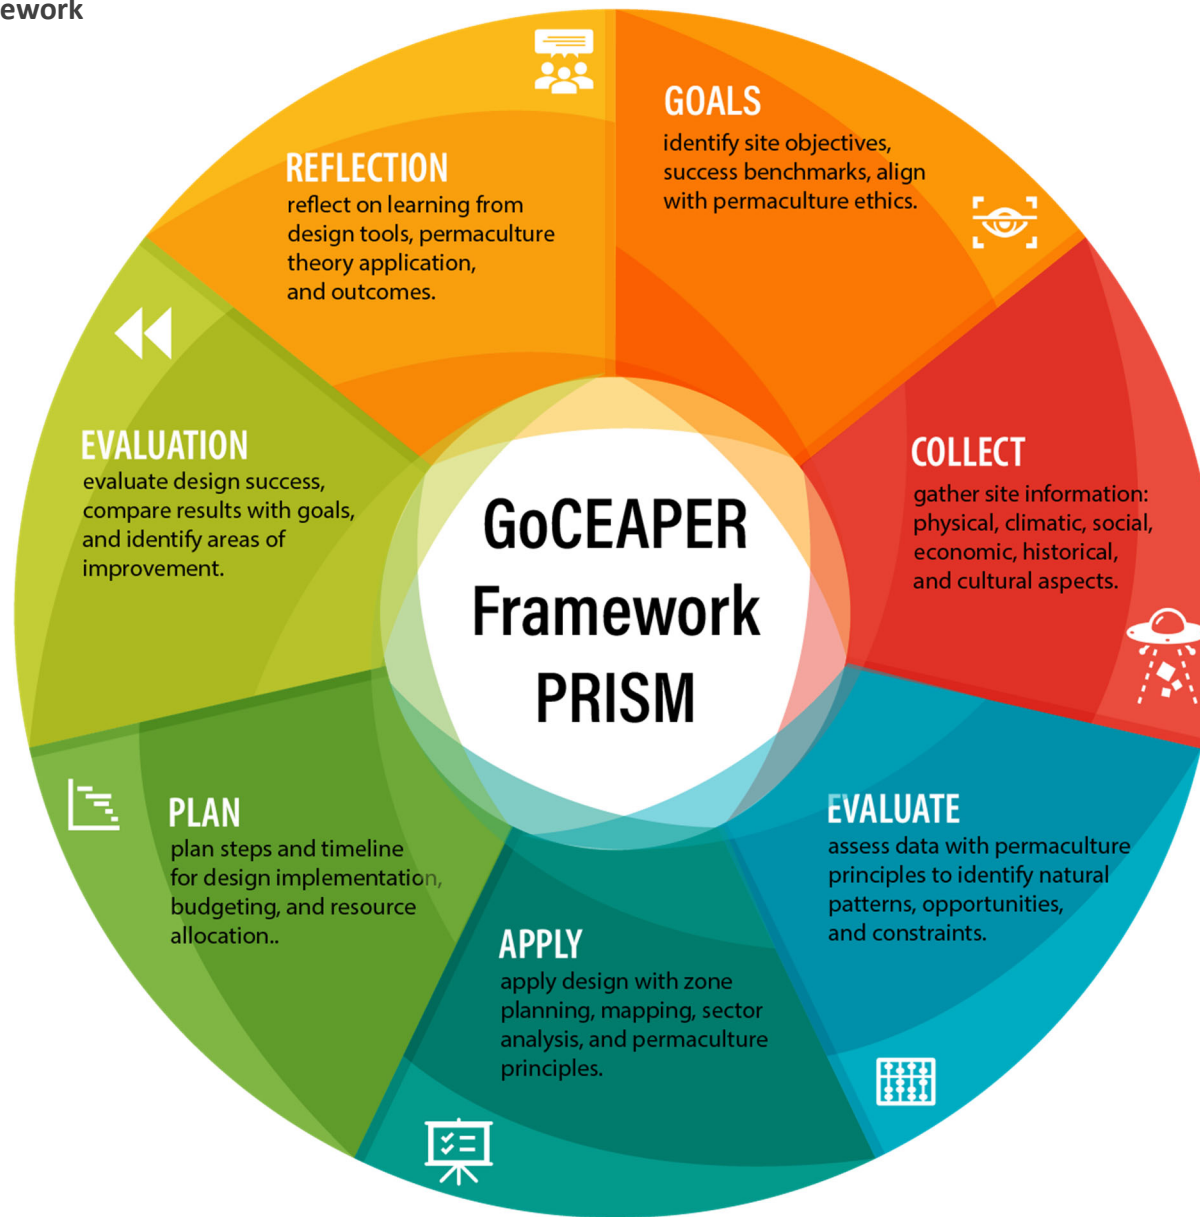 ework
GOALS
identify site objectives,
success benchmarks, align
with permaculture ethics.
COLLECT
gather site information:
physical, climatic, social,
economic, historical,
and cultural aspects.
EVALUATE
assess data with permaculture
principles to identify natural
patterns, opportunities,
and constraints.
APPLY
apply design with zone
planning, mapping, sector
analysis, and permaculture
principles.
PLAN
plan steps and timeline
for design implementation,
budgeting, and resource
allocation..
EVALUATION
evaluate design success,
compare results with goals,
and identify areas of
improvement.
REFLECTION
reflect on learning from
design tools, permaculture
theory application,
and outcomes.
GoCEAPER
Framework
PRISM